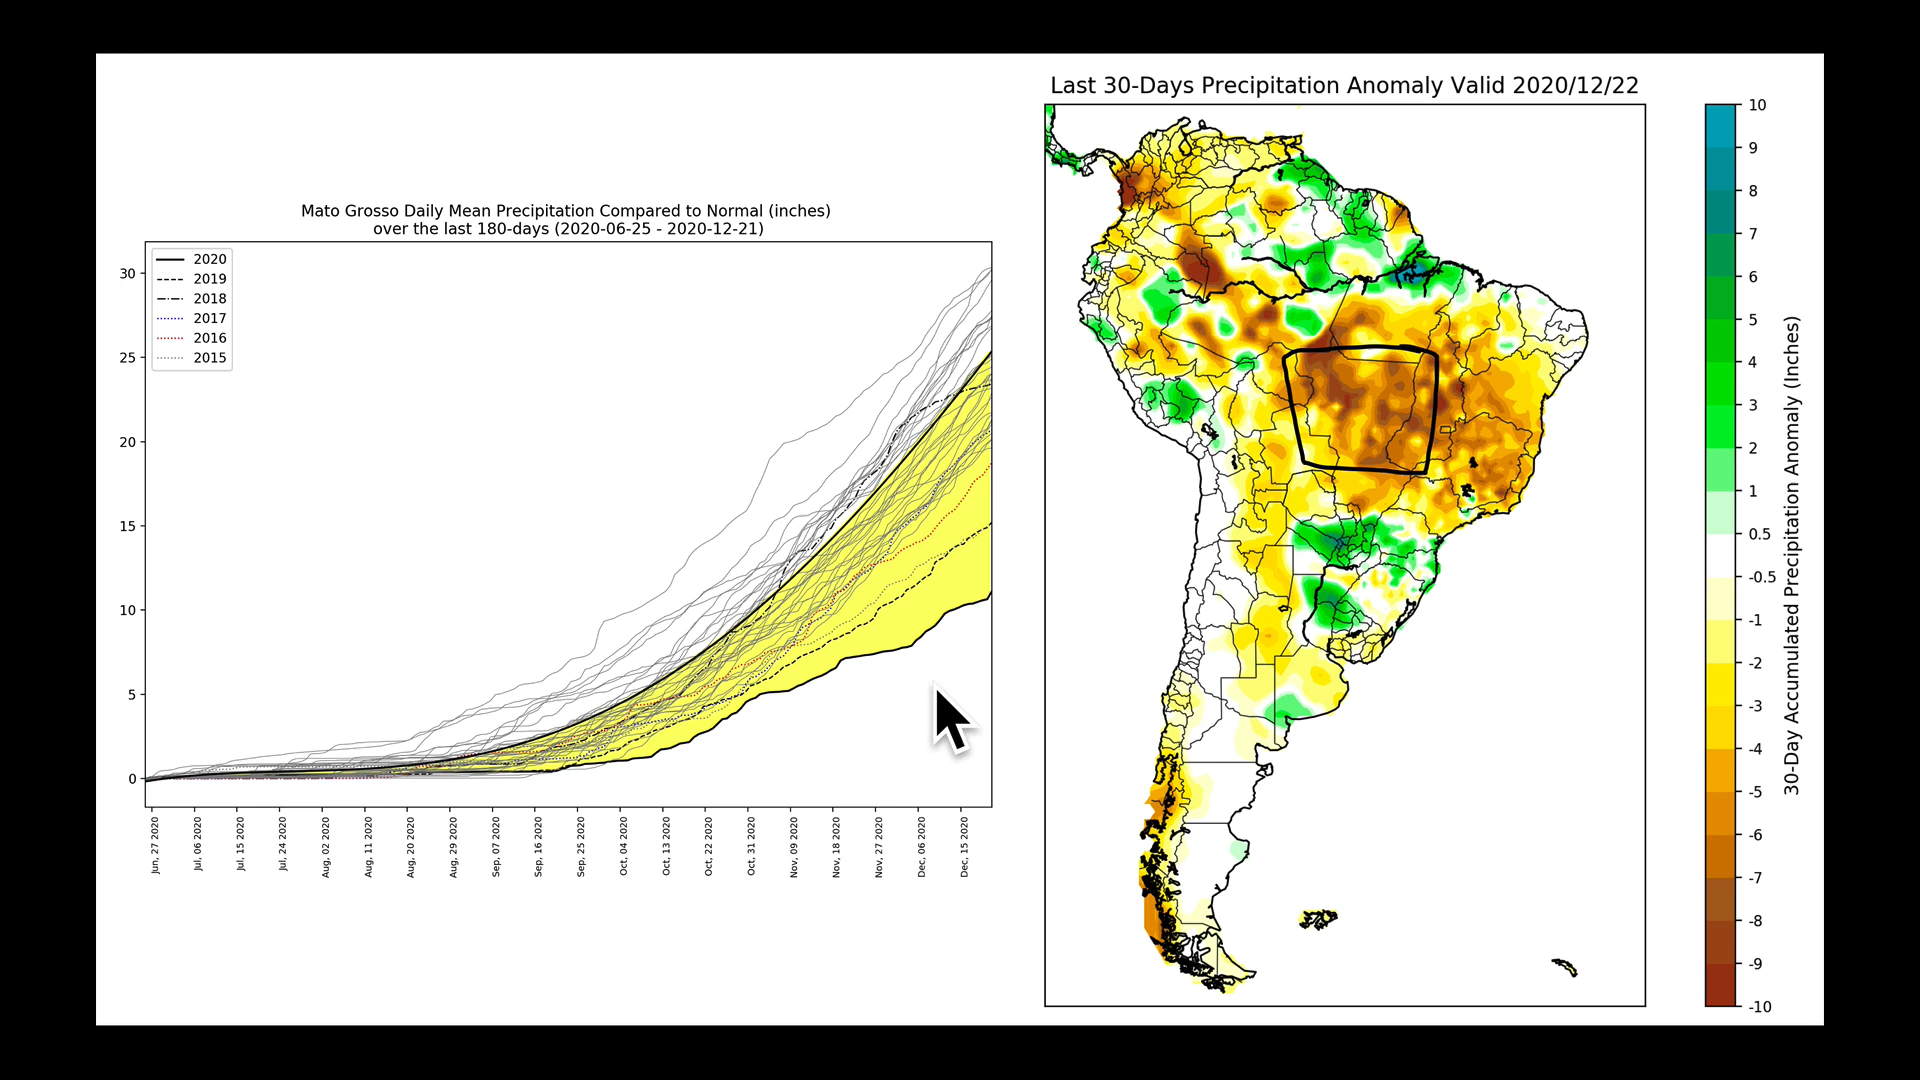 Mato Grosso Daily Mean Precipitation Compared to Normal (inches)
over the last 180-days (2020-06-25 - 2020-12-21)
2020
2019
2018
2017
2016
2015
30
25
20
15
10
5
0
Jun, 27 2020
Jul, 06 2020
Jul, 15 2020
Jul, 24 2020
Aug, 02 2020
Aug, 11 2020
Aug, 20 2020
Aug, 29 2020
Sep, 07 2020
Sep, 16 2020
Sep, 25 2020
Oct, 04 2020
Oct, 13 2020
Oct, 22 2020
Oct, 31 2020
Nov, 09 2020
Nov, 18 2020
Nov, 27 2020
Dec, 06 2020
Dec, 15 2020
Last 30-Days Precipitation Anomaly Valid 2020/12/22
10
9
8
7
6
5
4
3
2
1
0.5
-0.5
-1
-2
-3
-4
-5
-6
-7
-8
-9
-10
30-Day Accumulated Precipitation Anomaly (Inches)